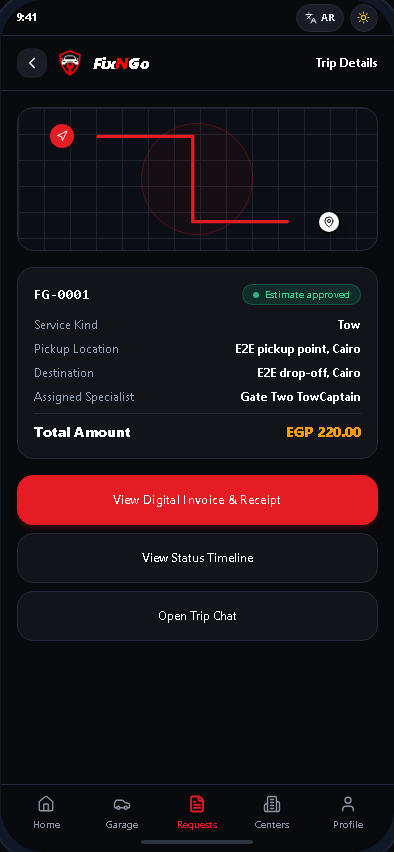 9:41
AR
FixNGo
Trip Details
FG-0001
Estimate approved
Service Kind Tow
Pickup Location E2E pickup point, Cairo
Destination E2E drop-off, Cairo
Assigned Specialist Gate Two TowCaptain
Total Amount EGP 220.00
View Digital Invoice & Receipt
View Status Timeline
Open Trip Chat
Home Garage Requests Centers Profile